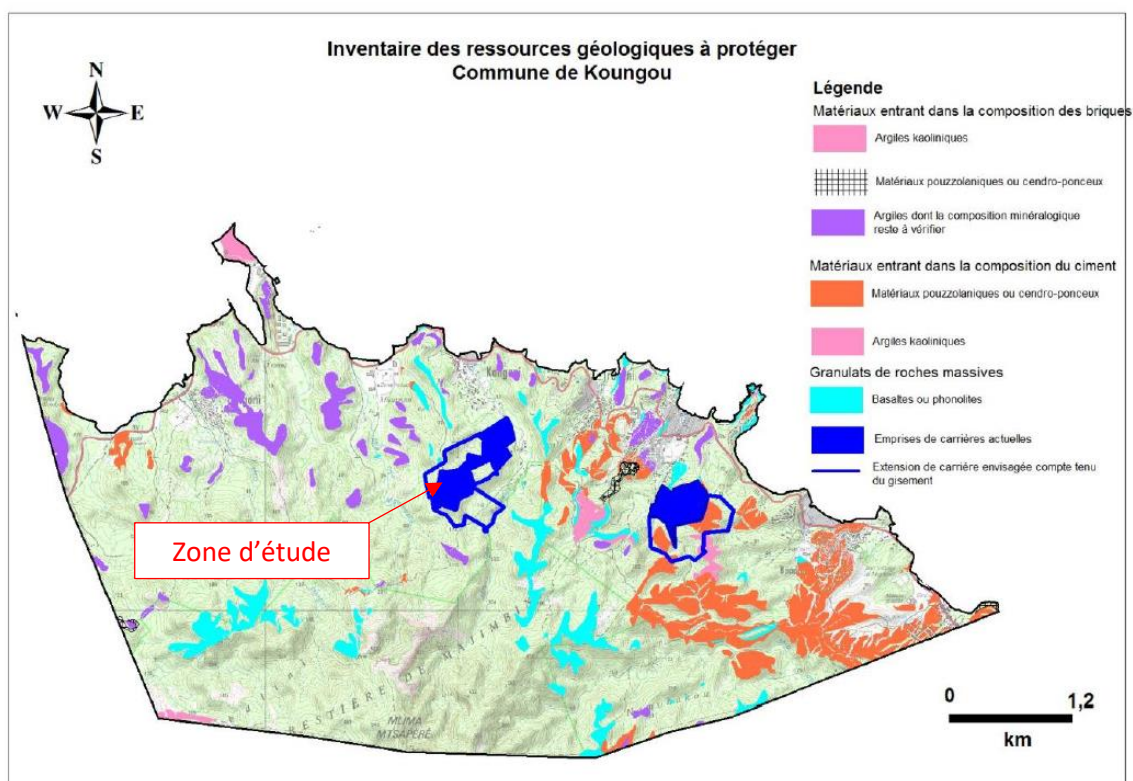 Inventaire des ressources géologiques à protéger
Commune de Koungou
N
W
E
S
Légende
Matériaux entrant dans la composition des briques
Argiles kaoliniques
Matériaux pouzzolaniques ou cendro-ponceux
Argiles dont la composition minéralogique
reste à vérifier
Matériaux entrant dans la composition du ciment
Matériaux pouzzolaniques ou cendro-ponceux
Argiles kaoliniques
Granulats de roches massives
Basaltes ou phonolites
Emprises de carrières actuelles
Extension de carrière envisagée compte tenu
du gisement
Zone d'étude
MLIMA
MTSAPÉRÉ
0
1,2
km